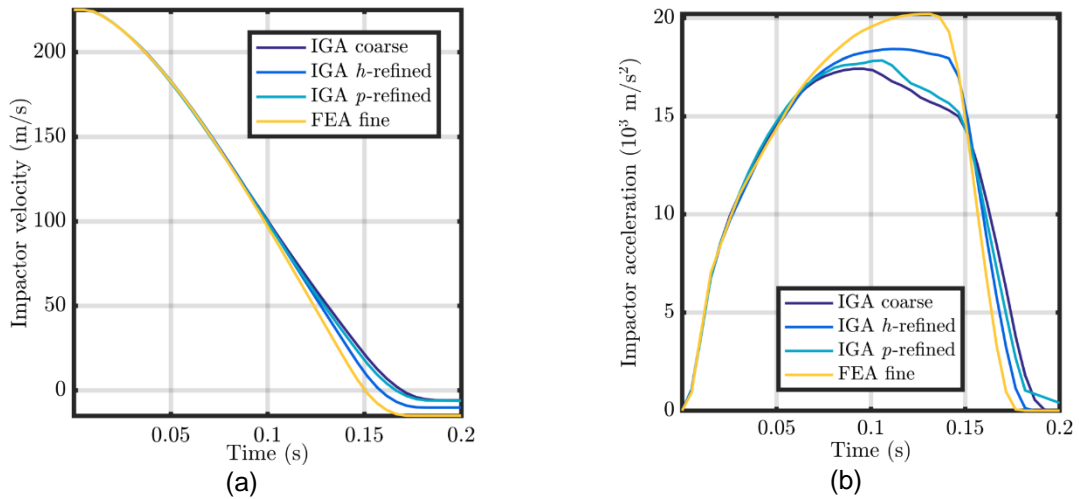 Impactor velocity (m/s)
225
200
150
100
50
0
0.05
0.1
0.15
0.2
Time (s)
IGA coarse
IGA h-refined
IGA p-refined
FEA fine
(a)
Impactor acceleration (10³ m/s²)
20
15
10
5
0
0.05
0.1
0.15
0.2
Time (s)
IGA coarse
IGA h-refined
IGA p-refined
FEA fine
(b)